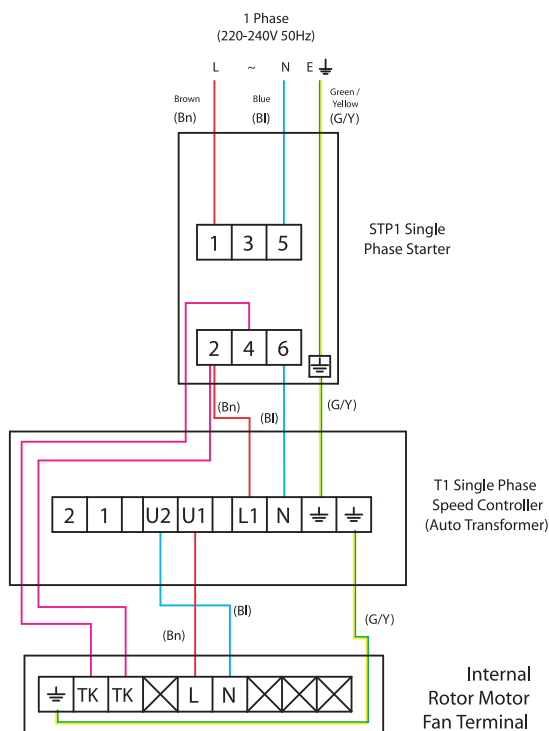 1 Phase
(220-240V 50Hz)
L ~ N E
Brown
(Bn)
Blue
(Bl)
Green /
Yellow
(G/Y)
1 3 5
STP1 Single
Phase Starter
2 4 6
(Bn)
(Bl)
(G/Y)
T1 Single Phase
Speed Controller
(Auto Transformer)
2 1 U2 U1 L1 N
(Bl)
(G/Y)
(Bn)
TK TK L N
Internal
Rotor Motor
Fan Terminal